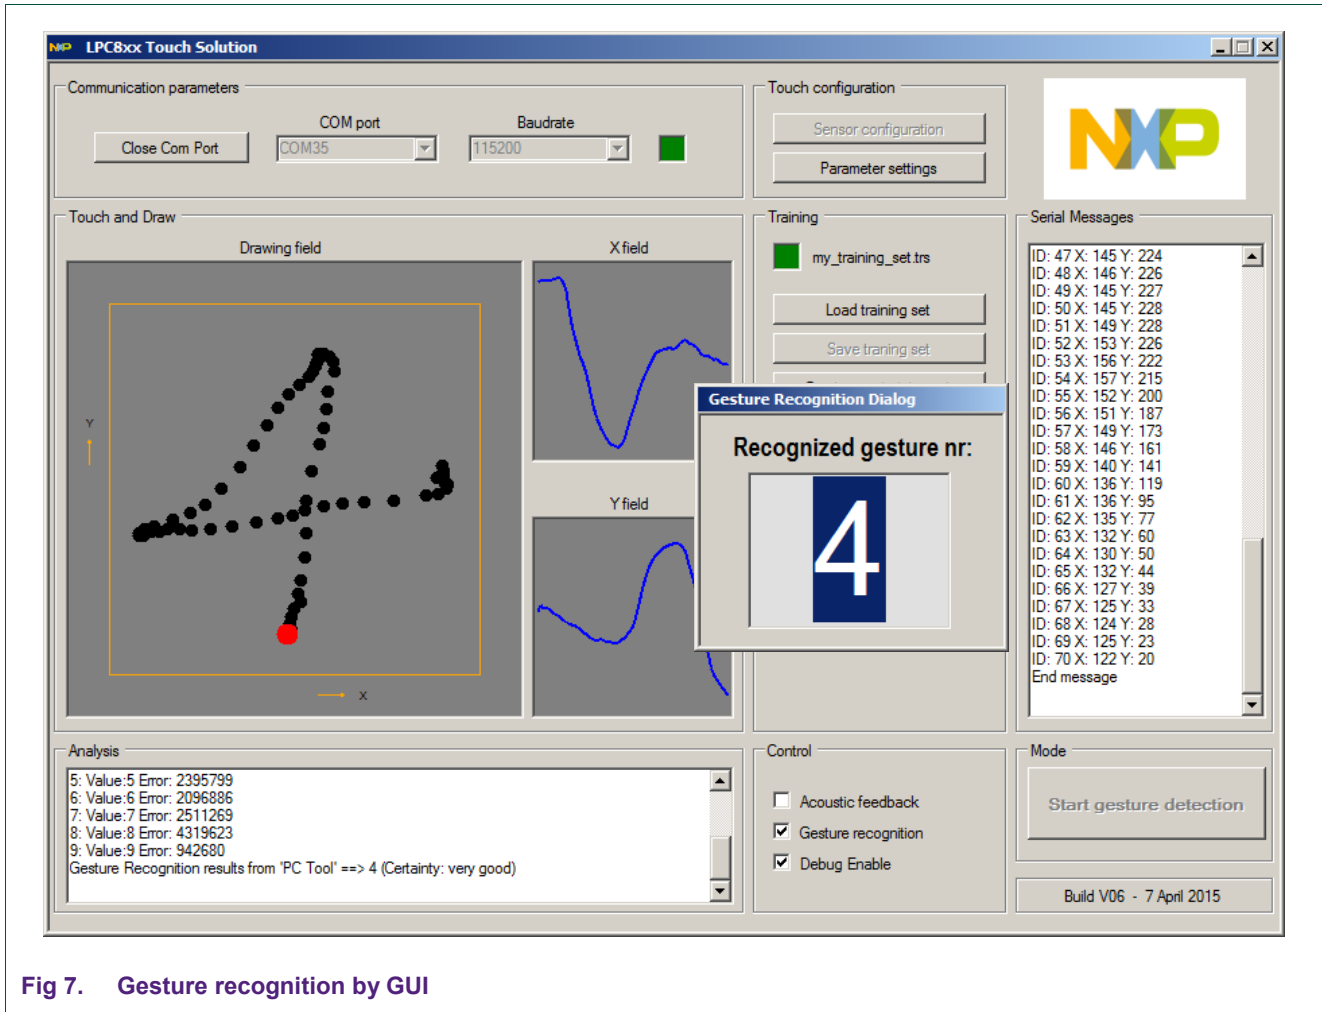 LPC8xx Touch Solution
Communication parameters
COM port
Baudrate
Close Com Port
COM35
115200
Touch configuration
Sensor configuration
Parameter settings
NXP
Touch and Draw
Drawing field
X field
Y
X
Y field
Training
my_training_set.trs
Load training set
Save traning set
Gesture Recognition Dialog
Recognized gesture nr:
4
Serial Messages
ID: 47 X: 145 Y: 224
ID: 48 X: 146 Y: 226
ID: 49 X: 145 Y: 227
ID: 50 X: 145 Y: 228
ID: 51 X: 149 Y: 228
ID: 52 X: 153 Y: 226
ID: 53 X: 156 Y: 222
ID: 54 X: 157 Y: 215
ID: 55 X: 152 Y: 200
ID: 56 X: 151 Y: 187
ID: 57 X: 149 Y: 173
ID: 58 X: 146 Y: 161
ID: 59 X: 140 Y: 141
ID: 60 X: 136 Y: 119
ID: 61 X: 136 Y: 95
ID: 62 X: 135 Y: 77
ID: 63 X: 132 Y: 60
ID: 64 X: 130 Y: 50
ID: 65 X: 132 Y: 44
ID: 66 X: 127 Y: 39
ID: 67 X: 125 Y: 33
ID: 68 X: 124 Y: 28
ID: 69 X: 125 Y: 23
ID: 70 X: 122 Y: 20
End message
Analysis
5: Value:5 Error: 2395799
6: Value:6 Error: 2096886
7: Value:7 Error: 2511269
8: Value:8 Error: 4319623
9: Value:9 Error: 942680
Gesture Recognition results from 'PC Tool' ==> 4 (Certainty: very good)
Control
Acoustic feedback
Gesture recognition
Debug Enable
Mode
Start gesture detection
Build V06 - 7 April 2015
Fig 7. Gesture recognition by GUI